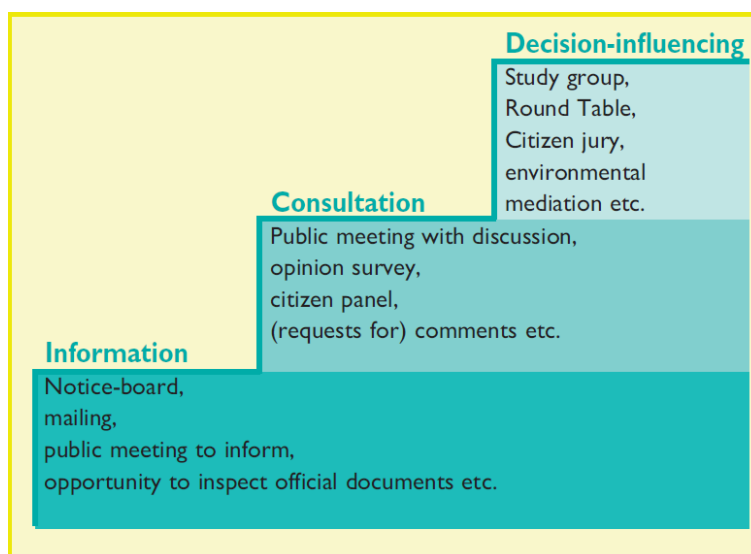 Decision-influencing
Study group,
Round Table,
Citizen jury,
environmental
mediation etc.
Consultation
Public meeting with discussion,
opinion survey,
citizen panel,
(requests for) comments etc.
Information
Notice-board,
mailing,
public meeting to inform,
opportunity to inspect official documents etc.